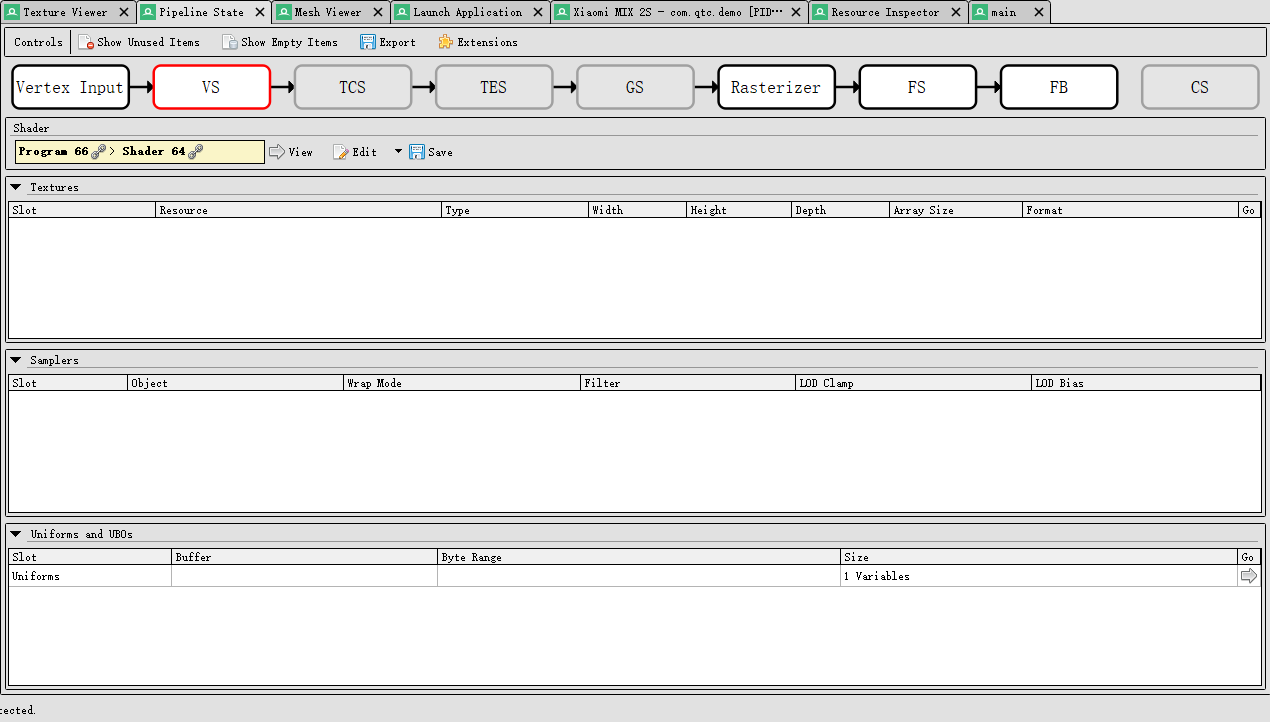 Texture Viewer Pipeline State Mesh Viewer Launch Application Xiaomi MIX 2S - com.qtc.demo [PID⋯ Resource Inspector main
Controls Show Unused Items Show Empty Items Export Extensions
Vertex Input VS TCS TES GS Rasterizer FS FB CS
Shader
Program 66 > Shader 64 View Edit Save
Textures
Slot Resource Type Width Height Depth Array Size Format Go
Samplers
Slot Object Wrap Mode Filter LOD Clamp LOD Bias
Uniforms and UBOs
Slot Buffer Byte Range Size Go
Uniforms 1 Variables
tected.